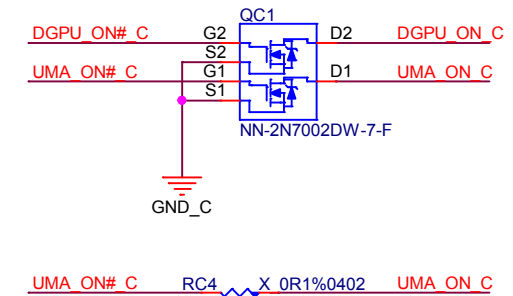 QC1
DGPU_ON#_C G2 D2 DGPU_ON_C
S2
UMA_ON#_C G1 D1 UMA_ON_C
S1
NN-2N7002DW-7-F
GND_C
UMA_ON#_C RC4 X_0R1%0402 UMA_ON_C